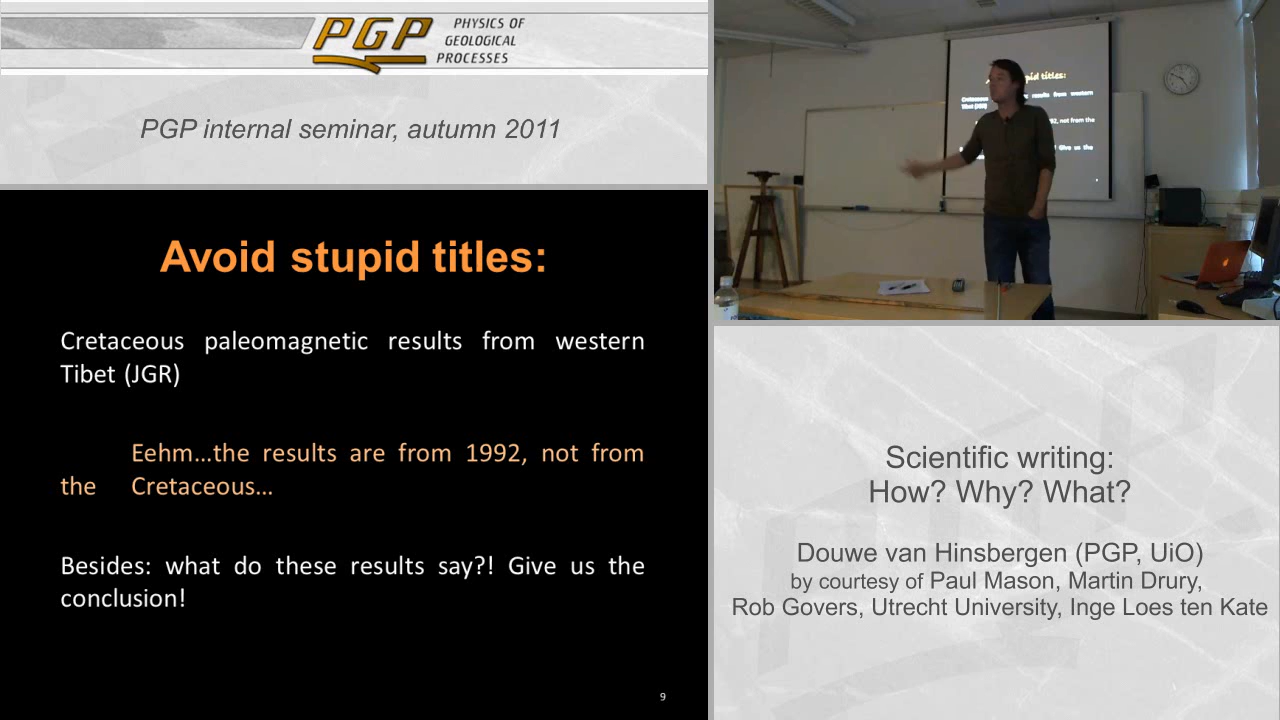 PGP
PHYSICS OF
GEOLOGICAL
PROCESSES
PGP internal seminar, autumn 2011
Avoid stupid titles:
Cretaceous paleomagnetic results from western
Tibet (JGR)
Eehm...the results are from 1992, not from
the Cretaceous...
Besides: what do these results say?! Give us the
conclusion!
9
Scientific writing:
How? Why? What?
Douwe van Hinsbergen (PGP, UiO)
by courtesy of Paul Mason, Martin Drury,
Rob Govers, Utrecht University, Inge Loes ten Kate